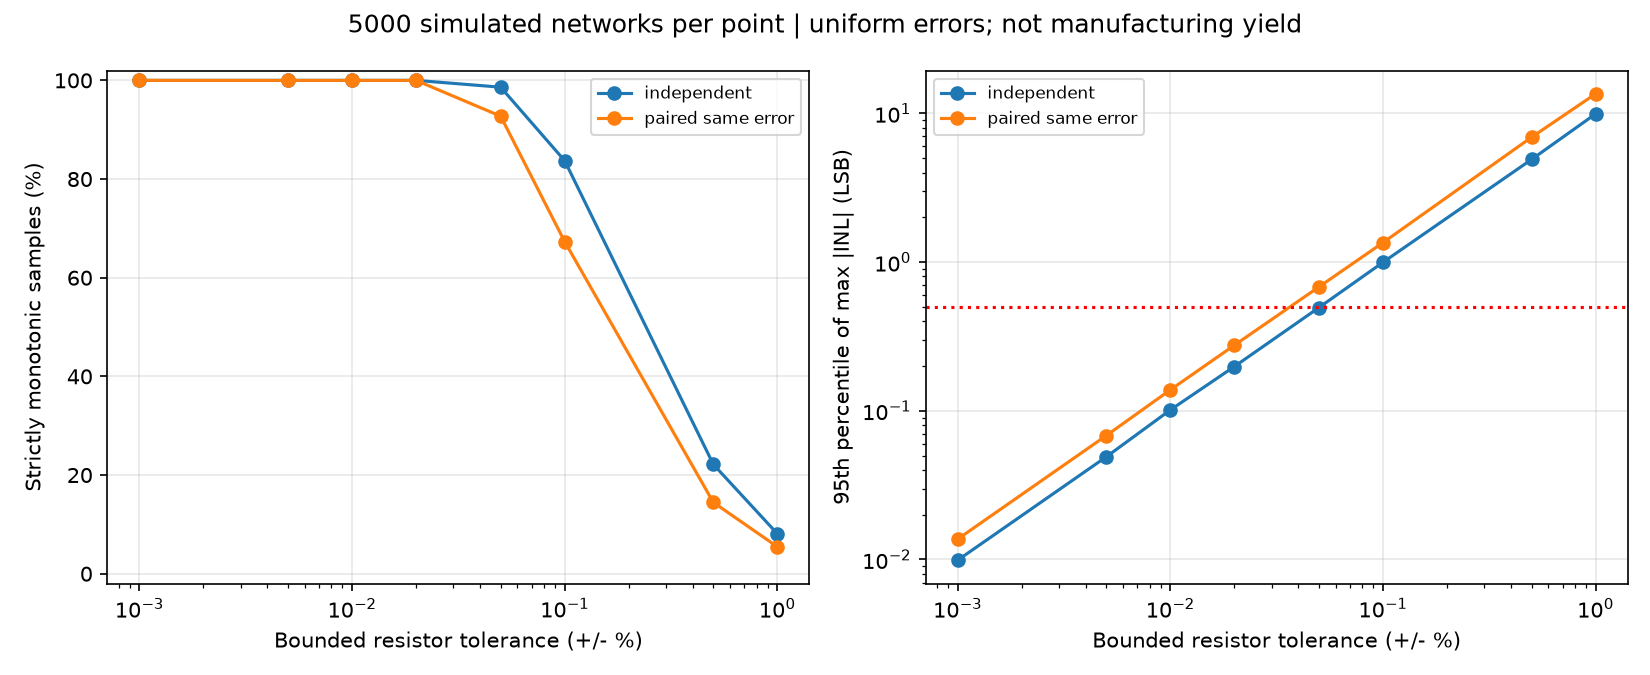 5000 simulated networks per point | uniform errors; not manufacturing yield
Strictly monotonic samples (%)
100
80
60
40
20
0
independent
paired same error
10⁻³
10⁻²
10⁻¹
10⁰
Bounded resistor tolerance (+/- %)
95th percentile of max |INL| (LSB)
10¹
10⁰
10⁻¹
10⁻²
independent
paired same error
10⁻³
10⁻²
10⁻¹
10⁰
Bounded resistor tolerance (+/- %)